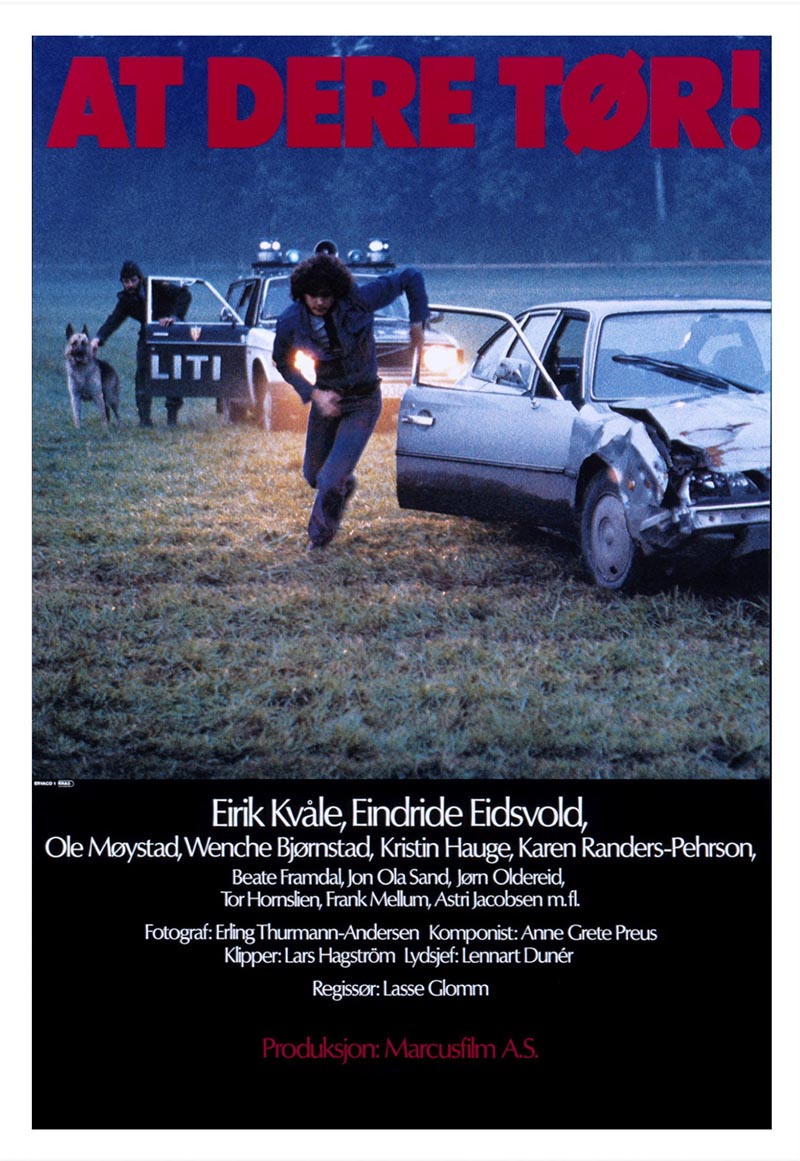 AT DERE TØR!
LITI
Eirik Kvåle, Eindride Eidsvold,
Ole Møystad, Wenche Bjørnstad, Kristin Hauge, Karen Randers-Pehrson,
Beate Framdal, Jon Ola Sand, Jørn Oldereid,
Tor Hornslien, Frank Mellum, Astri Jacobsen m.fl.
Fotograf: Erling Thurmann-Andersen Komponist: Anne Grete Preus
Klipper: Lars Hagström Lydsjef: Lennart Dunér
Regissør: Lasse Glomm
Produksjon: Marcusfilm A.S.